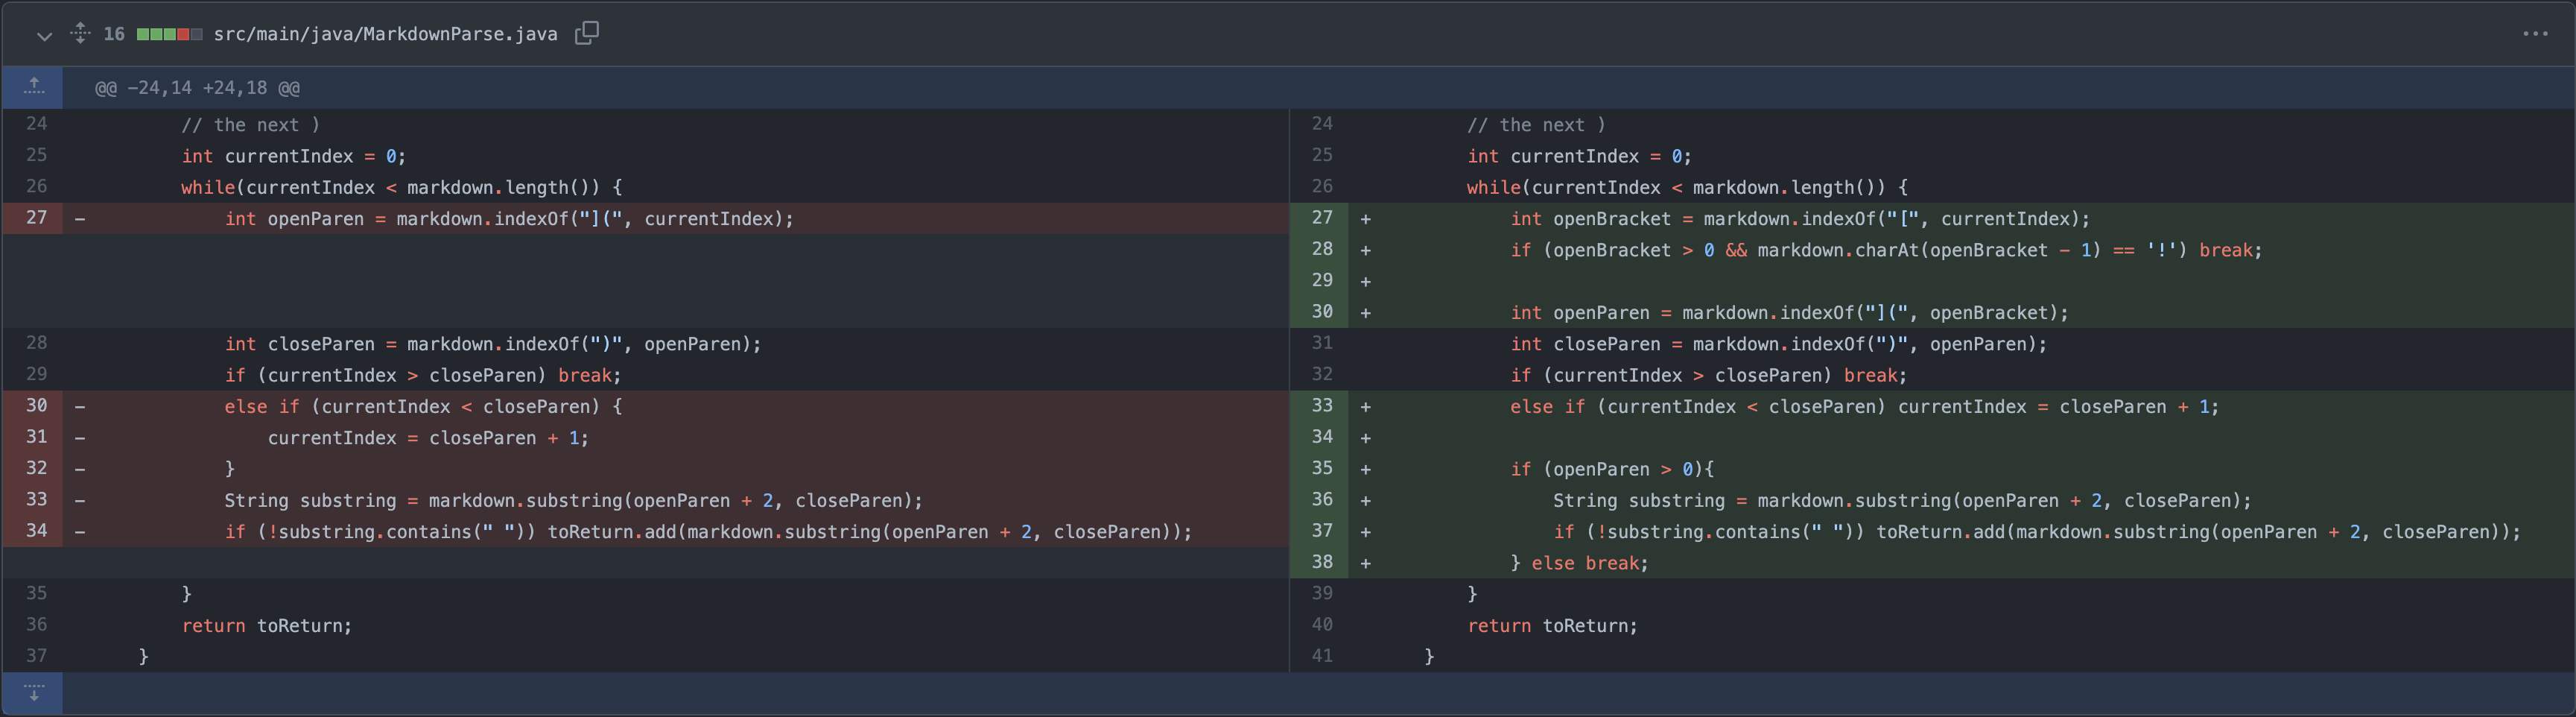 16 src/main/java/MarkdownParse.java
@@ -24,14 +24,18 @@
24 // the next )
25 int currentIndex = 0;
26 while(currentIndex < markdown.length()) {
27 - int openParen = markdown.indexOf("](", currentIndex);
28 int closeParen = markdown.indexOf(")", openParen);
29 if (currentIndex > closeParen) break;
30 - else if (currentIndex < closeParen) {
31 - currentIndex = closeParen + 1;
32 - }
33 - String substring = markdown.substring(openParen + 2, closeParen);
34 - if (!substring.contains(" ")) toReturn.add(markdown.substring(openParen + 2, closeParen));
35 }
36 return toReturn;
37 }
24 // the next )
25 int currentIndex = 0;
26 while(currentIndex < markdown.length()) {
27 + int openBracket = markdown.indexOf("[", currentIndex);
28 + if (openBracket > 0 && markdown.charAt(openBracket - 1) == '!') break;
29 +
30 + int openParen = markdown.indexOf("](", openBracket);
31 int closeParen = markdown.indexOf(")", openParen);
32 if (currentIndex > closeParen) break;
33 + else if (currentIndex < closeParen) currentIndex = closeParen + 1;
34 +
35 + if (openParen > 0){
36 + String substring = markdown.substring(openParen + 2, closeParen);
37 + if (!substring.contains(" ")) toReturn.add(markdown.substring(openParen + 2, closeParen));
38 + } else break;
39 }
40 return toReturn;
41 }